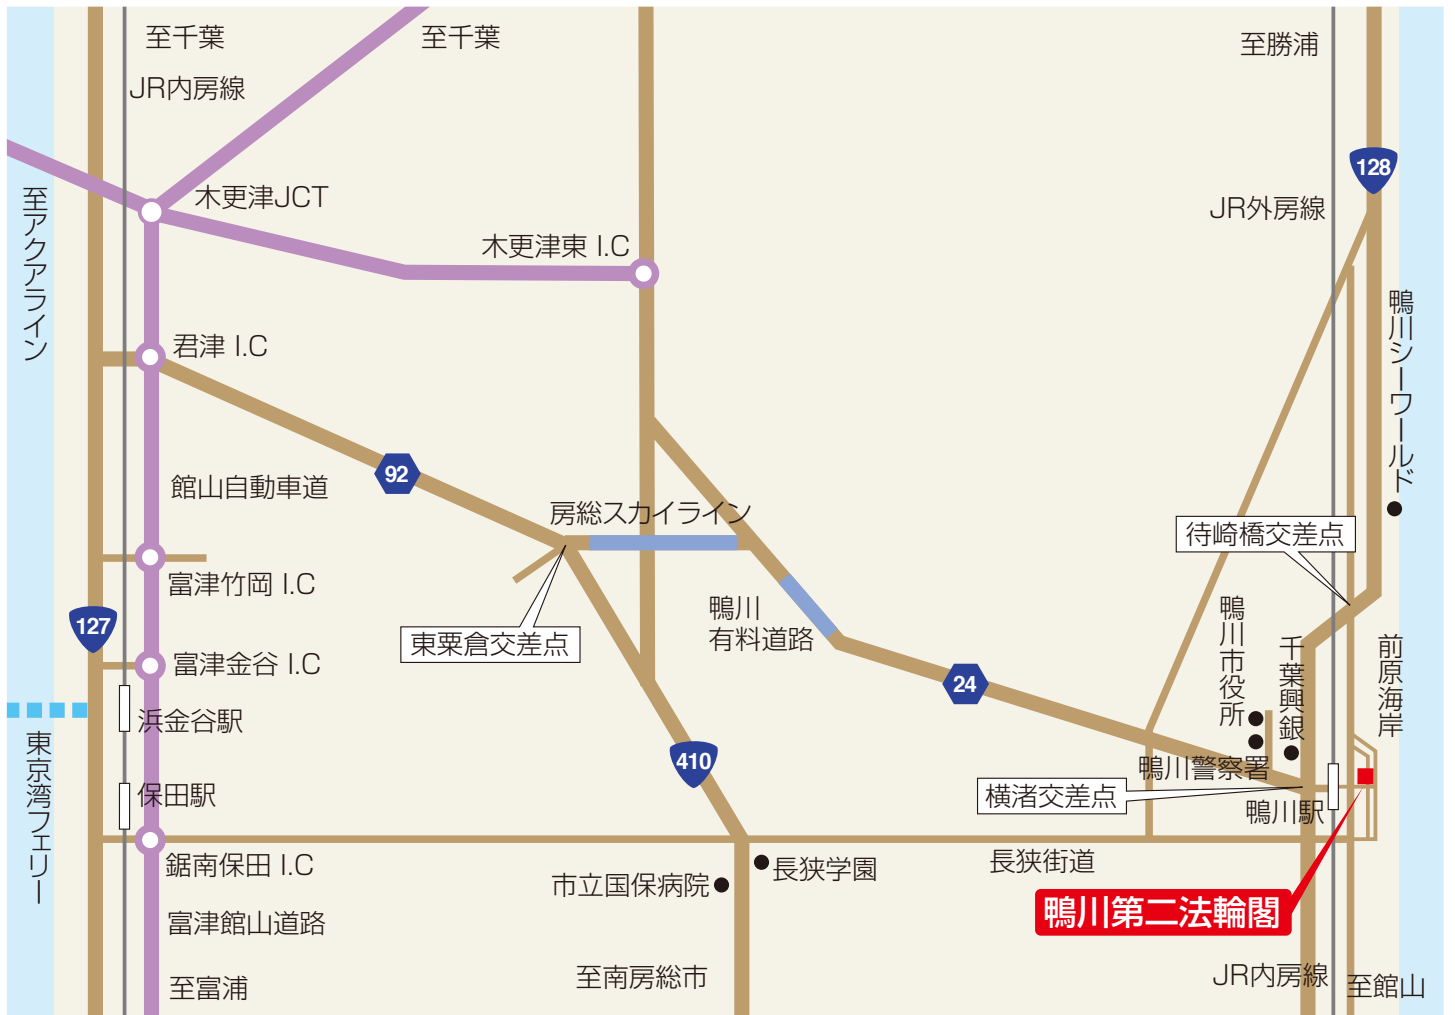 至千葉
至千葉
至勝浦
JR内房線
128
木更津JCT
至アクアライン
JR外房線
木更津東 I.C
君津 I.C
鴨川シーワールド
92
館山自動車道
房総スカイライン
待崎橋交差点
富津竹岡 I.C
鴨川
有料道路
127
東粟倉交差点
鴨川市役所
千葉興銀
前原海岸
富津金谷 I.C
24
浜金谷駅
東京湾フェリー
410
鴨川警察署
保田駅
横渚交差点
鴨川駅
鋸南保田 I.C
長狭学園
長狭街道
市立国保病院
鴨川第二法輪閣
富津館山道路
至富浦
至南房総市
JR内房線
至館山